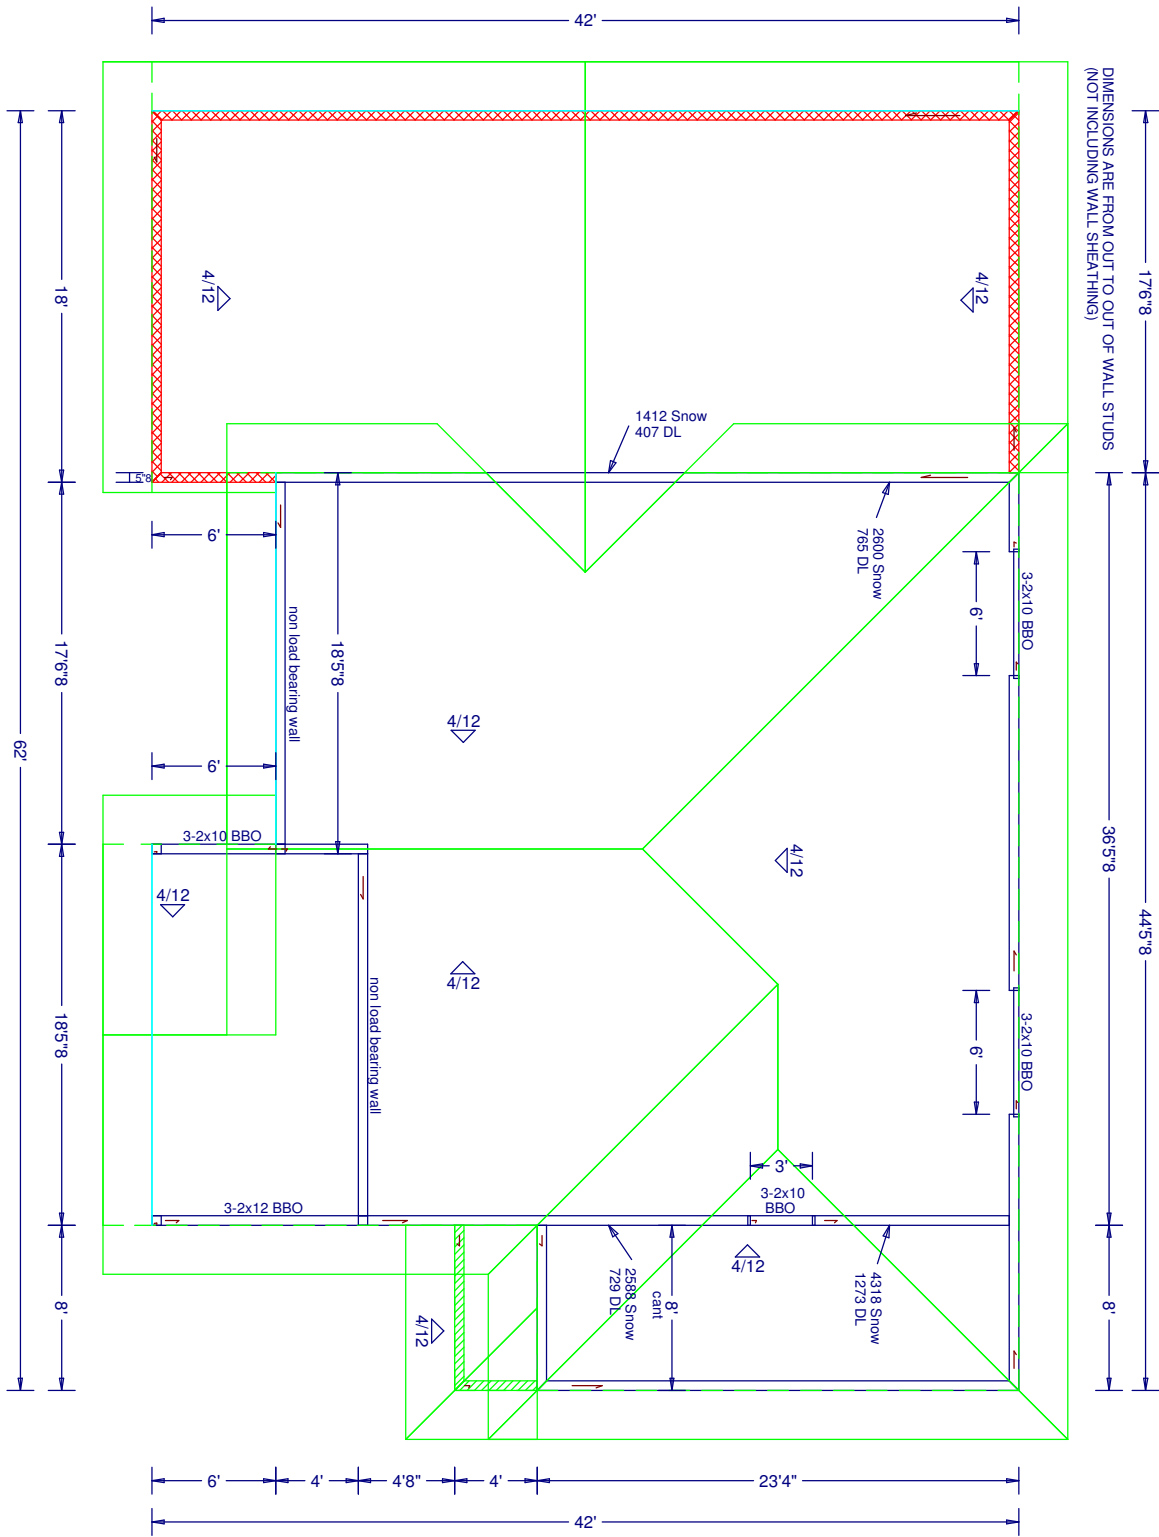 42'
DIMENSIONS ARE FROM OUT TO OUT OF WALL STUDS
(NOT INCLUDING WALL SHEATHING)
17'6"8
18'
62'
4/12
4/12
1412 Snow
407 DL
5"8
6'
2600 Snow
765 DL
3-2x10 BBO
6'
non load bearing wall
18'5"8
17'6"8
4/12
6'
3-2x10 BBO
4/12
4/12
36'5"8
44'5"8
4/12
non load bearing wall
18'5"8
6'
3-2x10 BBO
3'
3-2x10
BBO
3-2x12 BBO
4/12
8'
cant
2588 Snow
729 DL
4318 Snow
1273 DL
4/12
8'
8'
6'
4'
4'8"
4'
23'4"
42'